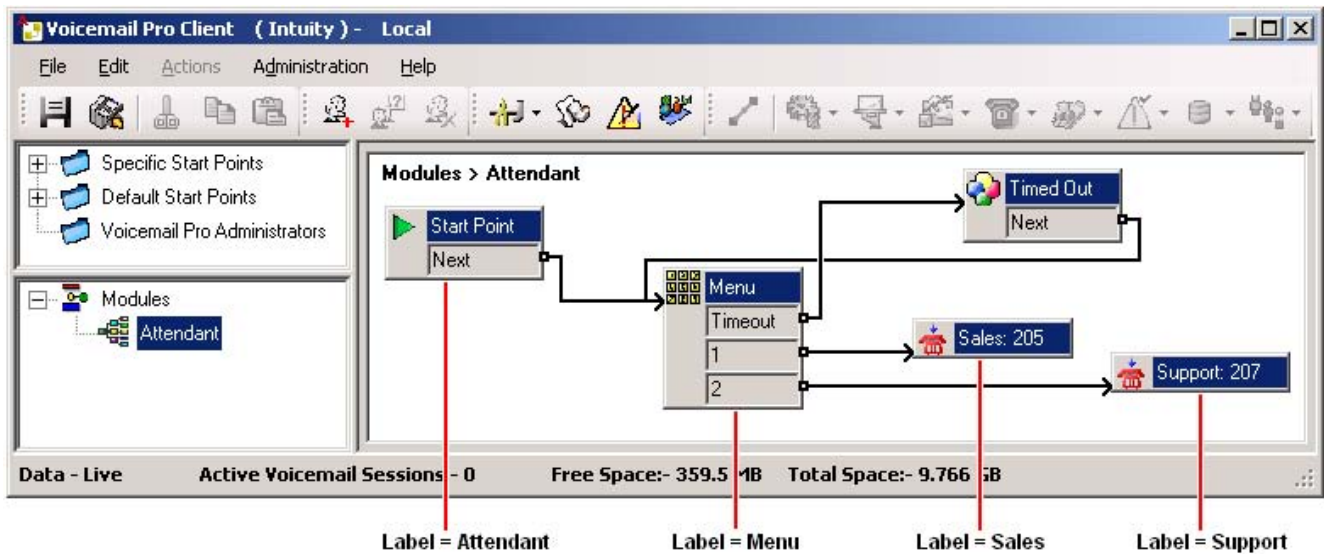 Voicemail Pro Client ( Intuity ) - Local
File Edit Actions Administration Help
Specific Start Points
Default Start Points
Voicemail Pro Administrators
Modules
Attendant
Modules > Attendant
Start Point
Next
Menu
Timeout
1
2
Timed Out
Next
Sales: 205
Support: 207
Data - Live Active Voicemail Sessions - 0 Free Space:- 359.5 MB Total Space:- 9.766 GB
Label = Attendant Label = Menu Label = Sales Label = Support